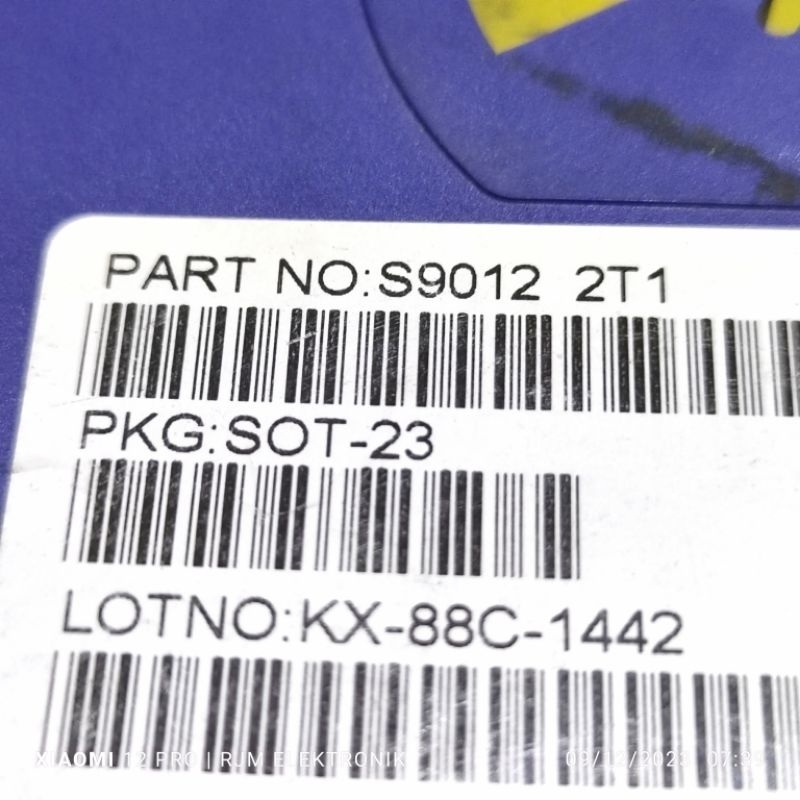 PART NO:S9012 2T1
PKG:SOT-23
LOTNO:KX-88C-1442
XIAOMI 12 PRO | RJM ELEKTRONIK